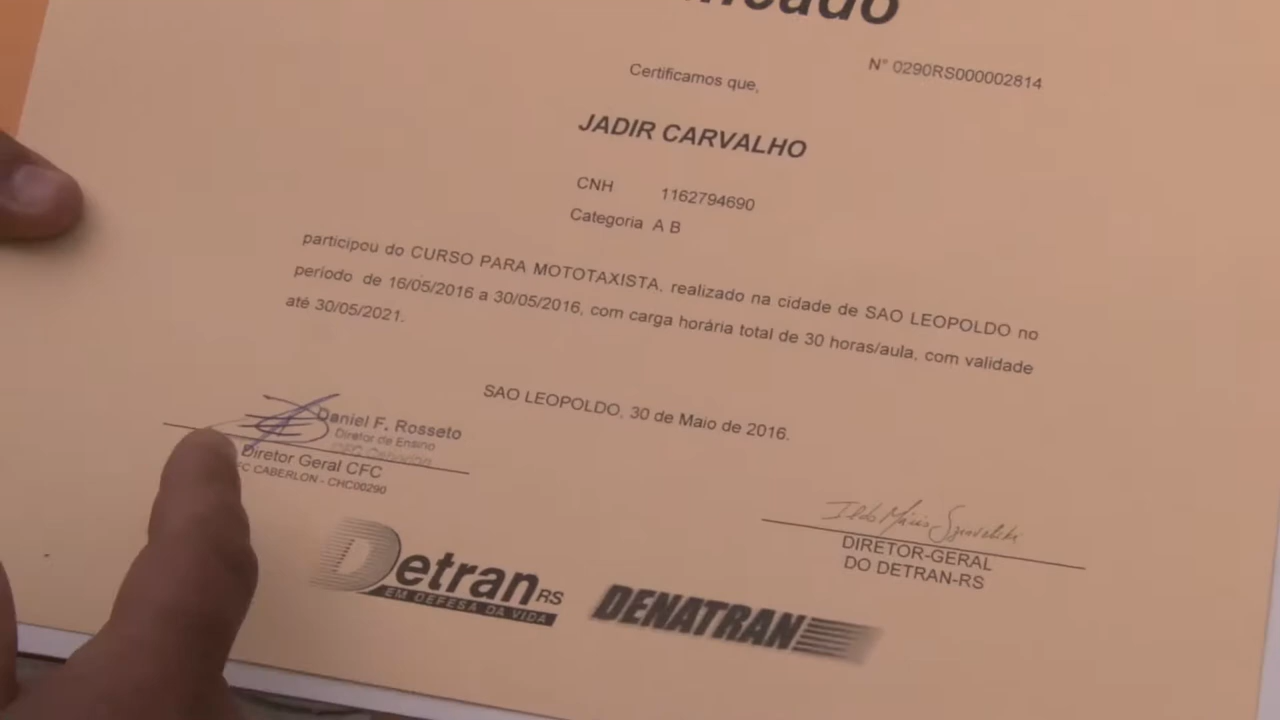 N° 0290RS000002814
Certificamos que,
JADIR CARVALHO
CNH 1162794690
Categoria A B
participou do CURSO PARA MOTOTAXISTA, realizado na cidade de SAO LEOPOLDO no
período de 16/05/2016 a 30/05/2016, com carga horária total de 30 horas/aula, com validade
até 30/05/2021.
SAO LEOPOLDO, 30 de Maio de 2016.
Daniel F. Rosseto
Diretor de Ensino
Diretor Geral CFC
CABERLON - CHC00290
DIRETOR-GERAL
DO DETRAN-RS
Detran RS
EM DEFESA DA VIDA
DENATRAN